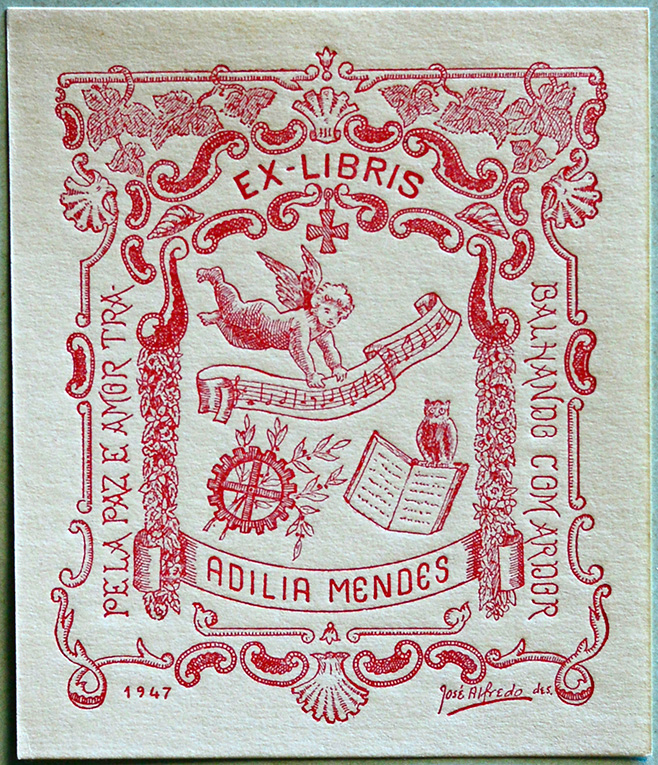 EX-LIBRIS
PELA PAZ E AMOR TRA-
BALHANDO COM ARDOR
ADILIA MENDES
1947
José Alfredo des.